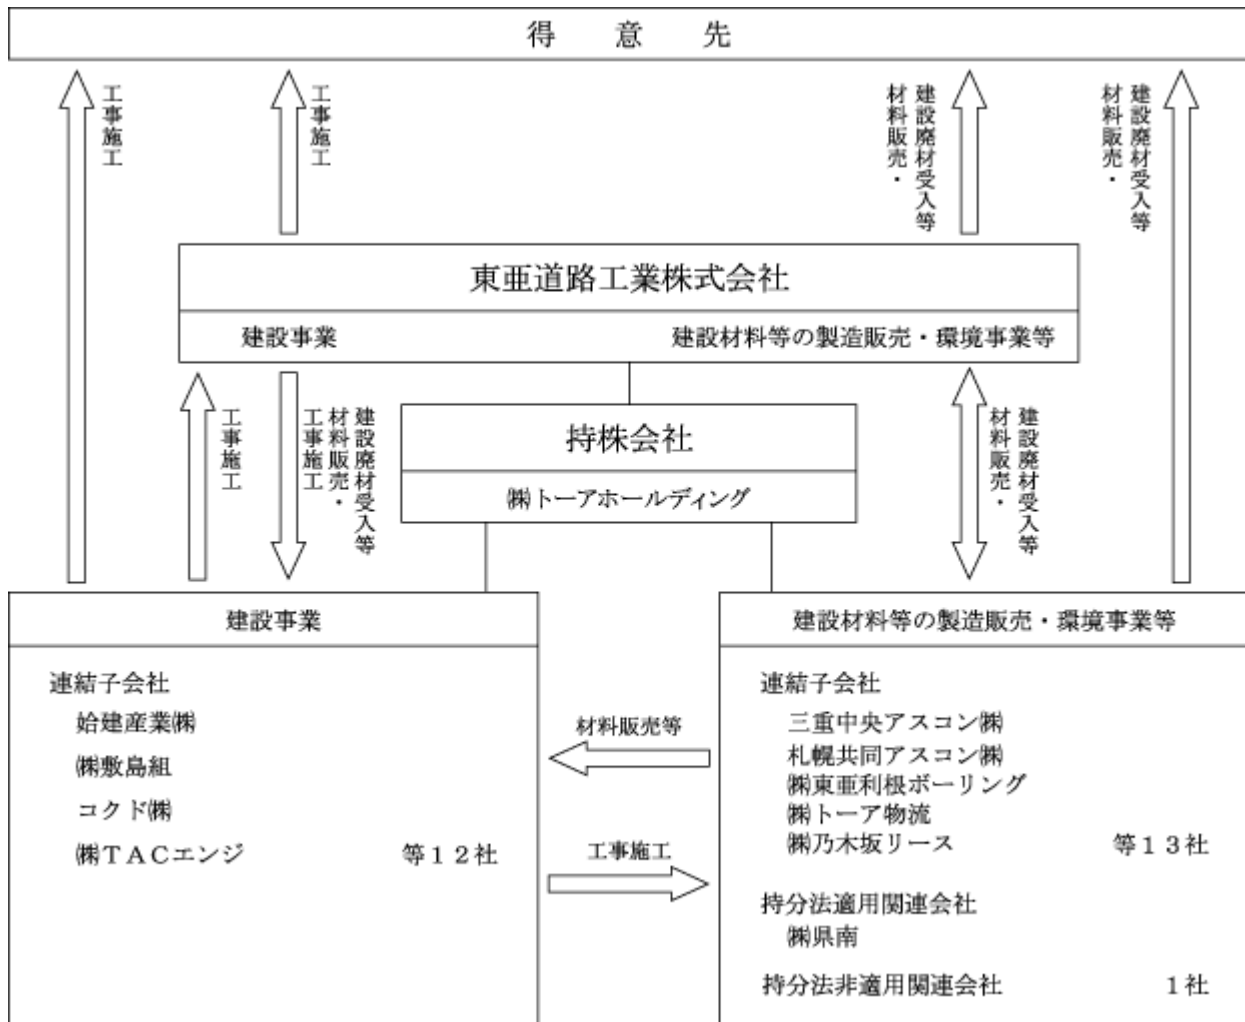 得意先
工事施工
工事施工
建設廃材受入等
材料販売・
建設廃材受入等
材料販売・
東亜道路工業株式会社
建設事業
建設材料等の製造販売・環境事業等
工事施工
建設廃材受入等
材料販売・
工事施工
持株会社
㈱トーアホールディング
建設廃材受入等
材料販売・
建設事業
連結子会社
姶建産業㈱
㈱敷島組
コクド㈱
㈱ＴＡＣエンジ 等１２社
材料販売等
工事施工
建設材料等の製造販売・環境事業等
連結子会社
三重中央アスコン㈱
札幌共同アスコン㈱
㈱東亜利根ボーリング
㈱トーア物流
㈱乃木坂リース 等１３社
持分法適用関連会社
㈱県南
持分法非適用関連会社 １社